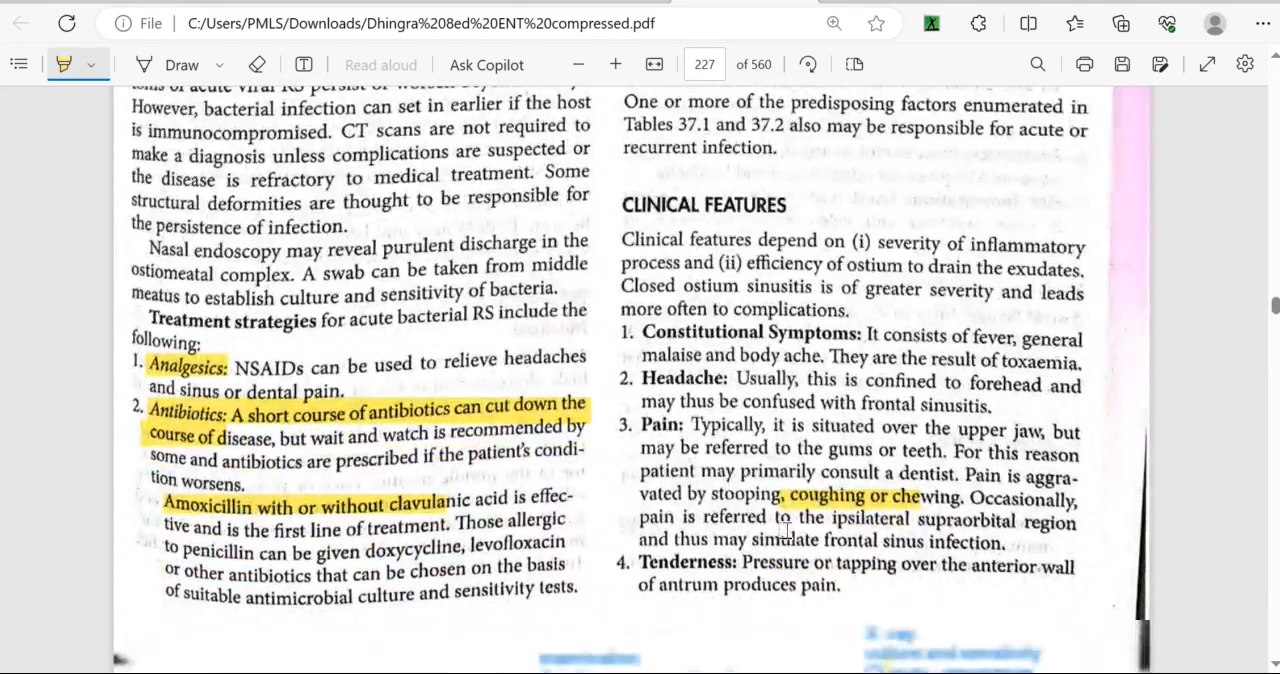 File
C:/Users/PMLS/Downloads/Dhingra%208ed%20ENT%20compressed.pdf
Draw
Read aloud
Ask Copilot
227
of 560
However, bacterial infection can set in earlier if the host
is immunocompromised. CT scans are not required to
make a diagnosis unless complications are suspected or
the disease is refractory to medical treatment. Some
structural deformities are thought to be responsible for
the persistence of infection.
Nasal endoscopy may reveal purulent discharge in the
ostiomeatal complex. A swab can be taken from middle
meatus to establish culture and sensitivity of bacteria.
Treatment strategies for acute bacterial RS include the
following:
1. Analgesics: NSAIDs can be used to relieve headaches
and sinus or dental pain.
2. Antibiotics: A short course of antibiotics can cut down the
course of disease, but wait and watch is recommended by
some and antibiotics are prescribed if the patient's condi-
tion worsens.
Amoxicillin with or without clavulanic acid is effec-
tive and is the first line of treatment. Those allergic
to penicillin can be given doxycycline, levofloxacin
or other antibiotics that can be chosen on the basis
of suitable antimicrobial culture and sensitivity tests.
One or more of the predisposing factors enumerated in
Tables 37.1 and 37.2 also may be responsible for acute or
recurrent infection.
CLINICAL FEATURES
Clinical features depend on (i) severity of inflammatory
process and (ii) efficiency of ostium to drain the exudates.
Closed ostium sinusitis is of greater severity and leads
more often to complications.
1. Constitutional Symptoms: It consists of fever, general
malaise and body ache. They are the result of toxaemia.
2. Headache: Usually, this is confined to forehead and
may thus be confused with frontal sinusitis.
3. Pain: Typically, it is situated over the upper jaw, but
may be referred to the gums or teeth. For this reason
patient may primarily consult a dentist. Pain is aggra-
vated by stooping, coughing or chewing. Occasionally,
pain is referred to the ipsilateral supraorbital region
and thus may simulate frontal sinus infection.
4. Tenderness: Pressure or tapping over the anterior wall
of antrum produces pain.